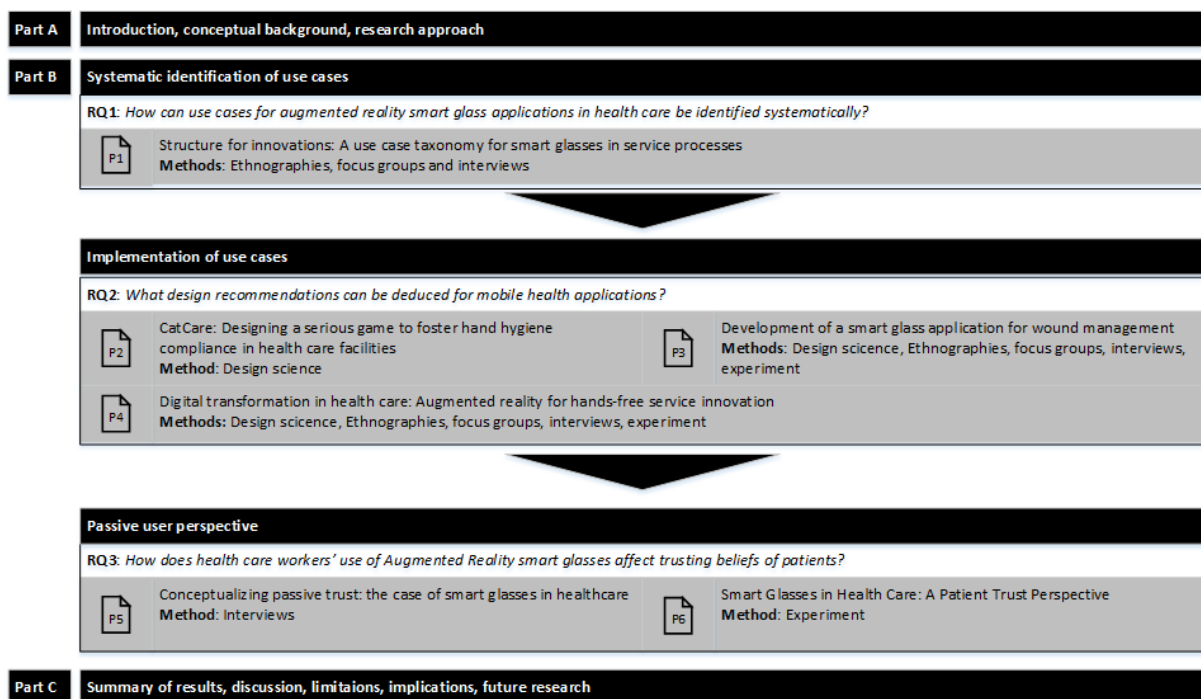 Part A
Introduction, conceptual background, research approach
Part B
Systematic identification of use cases
RQ1: How can use cases for augmented reality smart glass applications in health care be identified systematically?
P1
Structure for innovations: A use case taxonomy for smart glasses in service processes
Methods: Ethnographies, focus groups and interviews
Implementation of use cases
RQ2: What design recommendations can be deduced for mobile health applications?
P2
CatCare: Designing a serious game to foster hand hygiene
compliance in health care facilities
Method: Design science
P3
Development of a smart glass application for wound management
Methods: Design scicence, Ethnographies, focus groups, interviews,
experiment
P4
Digital transformation in health care: Augmented reality for hands-free service innovation
Methods: Design scicence, Ethnographies, focus groups, interviews, experiment
Passive user perspective
RQ3: How does health care workers’ use of Augmented Reality smart glasses affect trusting beliefs of patients?
P5
Conceptualizing passive trust: the case of smart glasses in healthcare
Method: Interviews
P6
Smart Glasses in Health Care: A Patient Trust Perspective
Method: Experiment
Part C
Summary of results, discussion, limitaions, implications, future research